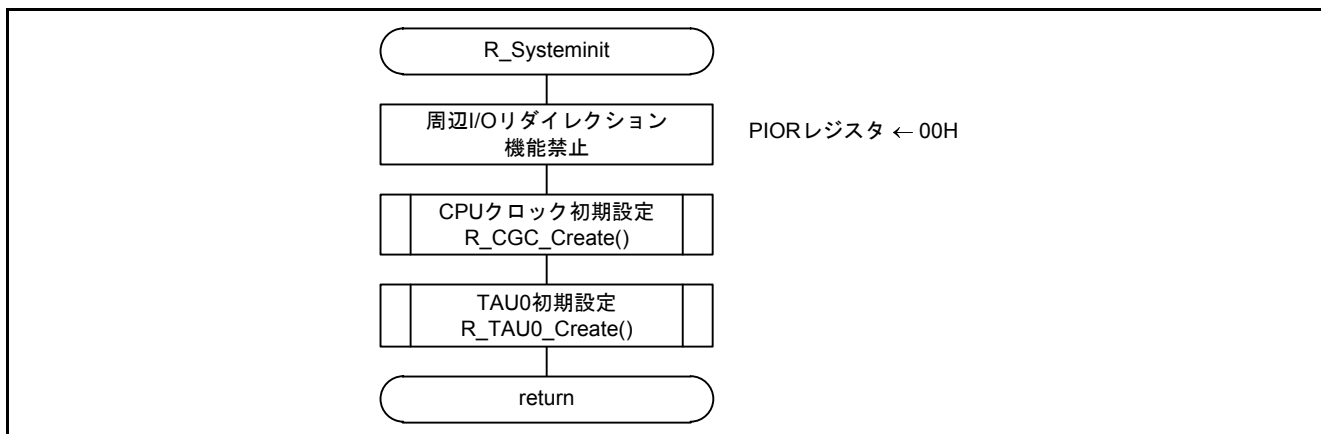 R_Systeminit
周辺I/Oリダイレクション
機能禁止
PIORレジスタ ← 00H
CPUクロック初期設定
R_CGC_Create()
TAU0初期設定
R_TAU0_Create()
return